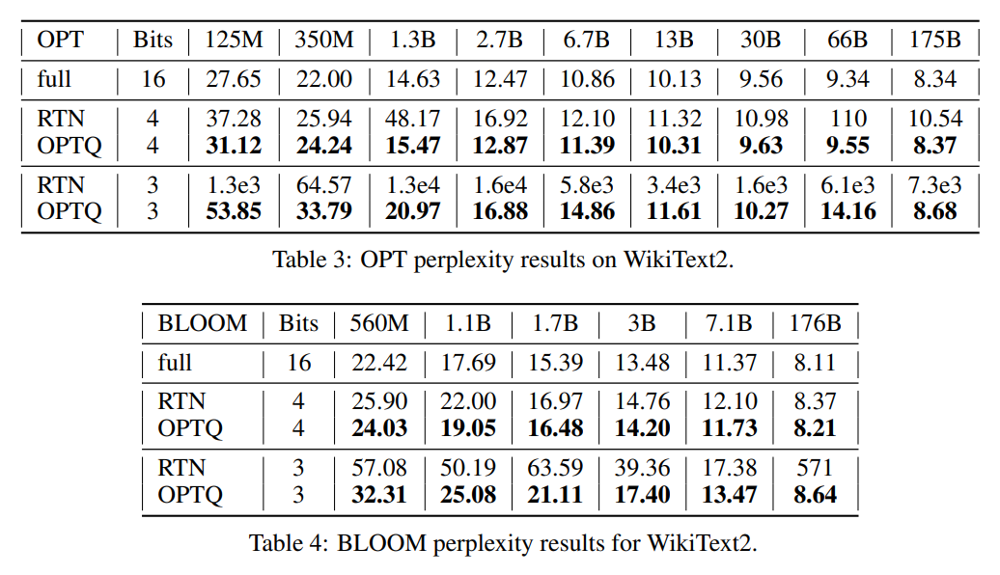 OPT Bits 125M 350M 1.3B 2.7B 6.7B 13B 30B 66B 175B
full 16 27.65 22.00 14.63 12.47 10.86 10.13 9.56 9.34 8.34
RTN 4 37.28 25.94 48.17 16.92 12.10 11.32 10.98 110 10.54
OPTQ 4 31.12 24.24 15.47 12.87 11.39 10.31 9.63 9.55 8.37
RTN 3 1.3e3 64.57 1.3e4 1.6e4 5.8e3 3.4e3 1.6e3 6.1e3 7.3e3
OPTQ 3 53.85 33.79 20.97 16.88 14.86 11.61 10.27 14.16 8.68
Table 3: OPT perplexity results on WikiText2.
BLOOM Bits 560M 1.1B 1.7B 3B 7.1B 176B
full 16 22.42 17.69 15.39 13.48 11.37 8.11
RTN 4 25.90 22.00 16.97 14.76 12.10 8.37
OPTQ 4 24.03 19.05 16.48 14.20 11.73 8.21
RTN 3 57.08 50.19 63.59 39.36 17.38 571
OPTQ 3 32.31 25.08 21.11 17.40 13.47 8.64
Table 4: BLOOM perplexity results for WikiText2.